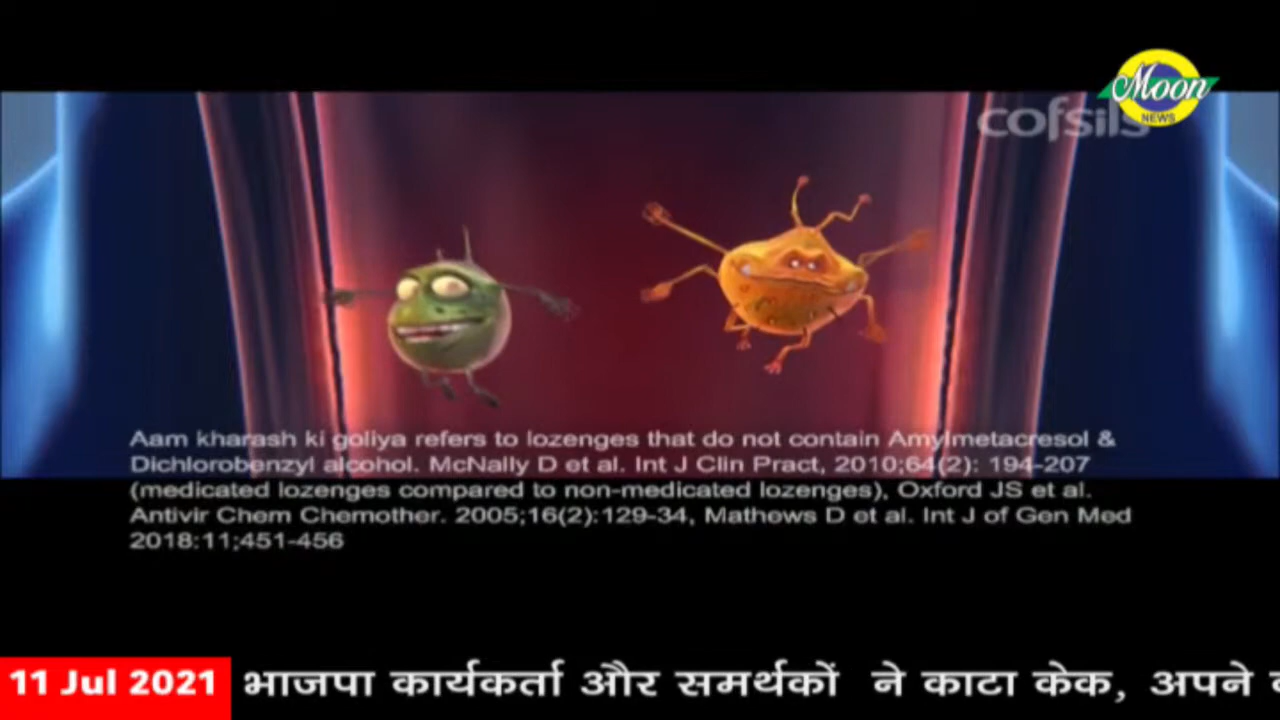 Moon
NEWS
cofsils
Aam kharash ki goliya refers to lozenges that do not contain Amylmetacresol &
Dichlorobenzyl alcohol. McNally D et al. Int J Clin Pract, 2010;64(2): 194-207
(medicated lozenges compared to non-medicated lozenges), Oxford JS et al.
Antivir Chem Chemother. 2005;16(2):129-34, Mathews D et al. Int J of Gen Med
2018:11;451-456
11 Jul 2021 भाजपा कार्यकर्ता और समर्थकों ने काटा केक, अपने